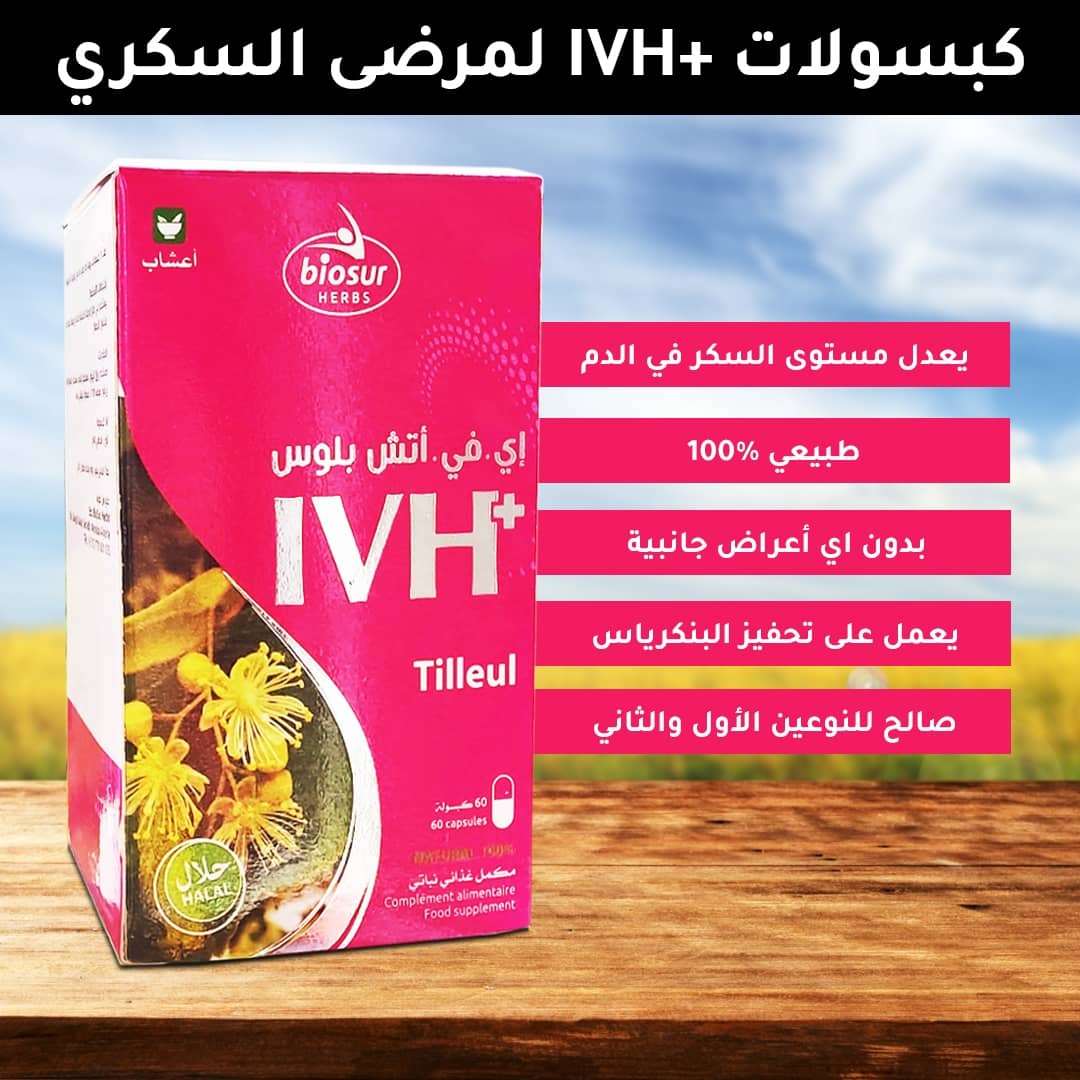 كبسولات +IVH لمرضى السكري
أعشاب
biosur
HERBS
إي.في.أتش بلوس
IVH+
Tilleul
60 كبسولة
60 capsules
NATURAL 100%
مكمل غذائي نباتي
Complément alimentaire
Food supplement
حلال
HALAL
يعدل مستوى السكر في الدم
طبيعي 100%
بدون اي أعراض جانبية
يعمل على تحفيز البنكرياس
صالح للنوعين الأول والثاني